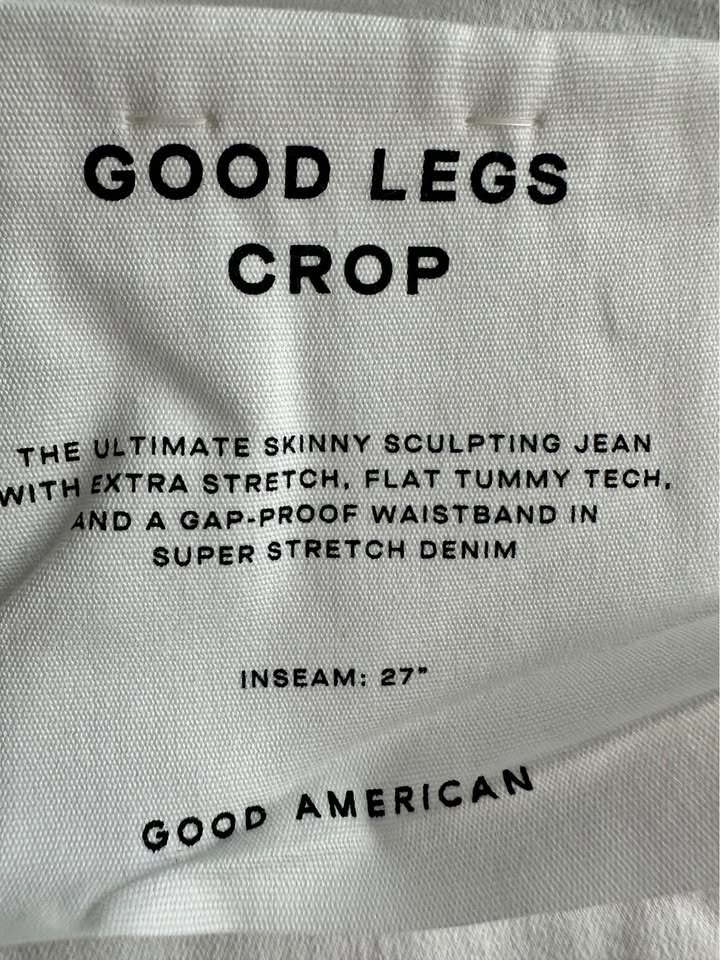 GOOD LEGS
CROP
THE ULTIMATE SKINNY SCULPTING JEAN
WITH EXTRA STRETCH, FLAT TUMMY TECH,
AND A GAP-PROOF WAISTBAND IN
SUPER STRETCH DENIM
INSEAM: 27"
GOOD AMERICAN